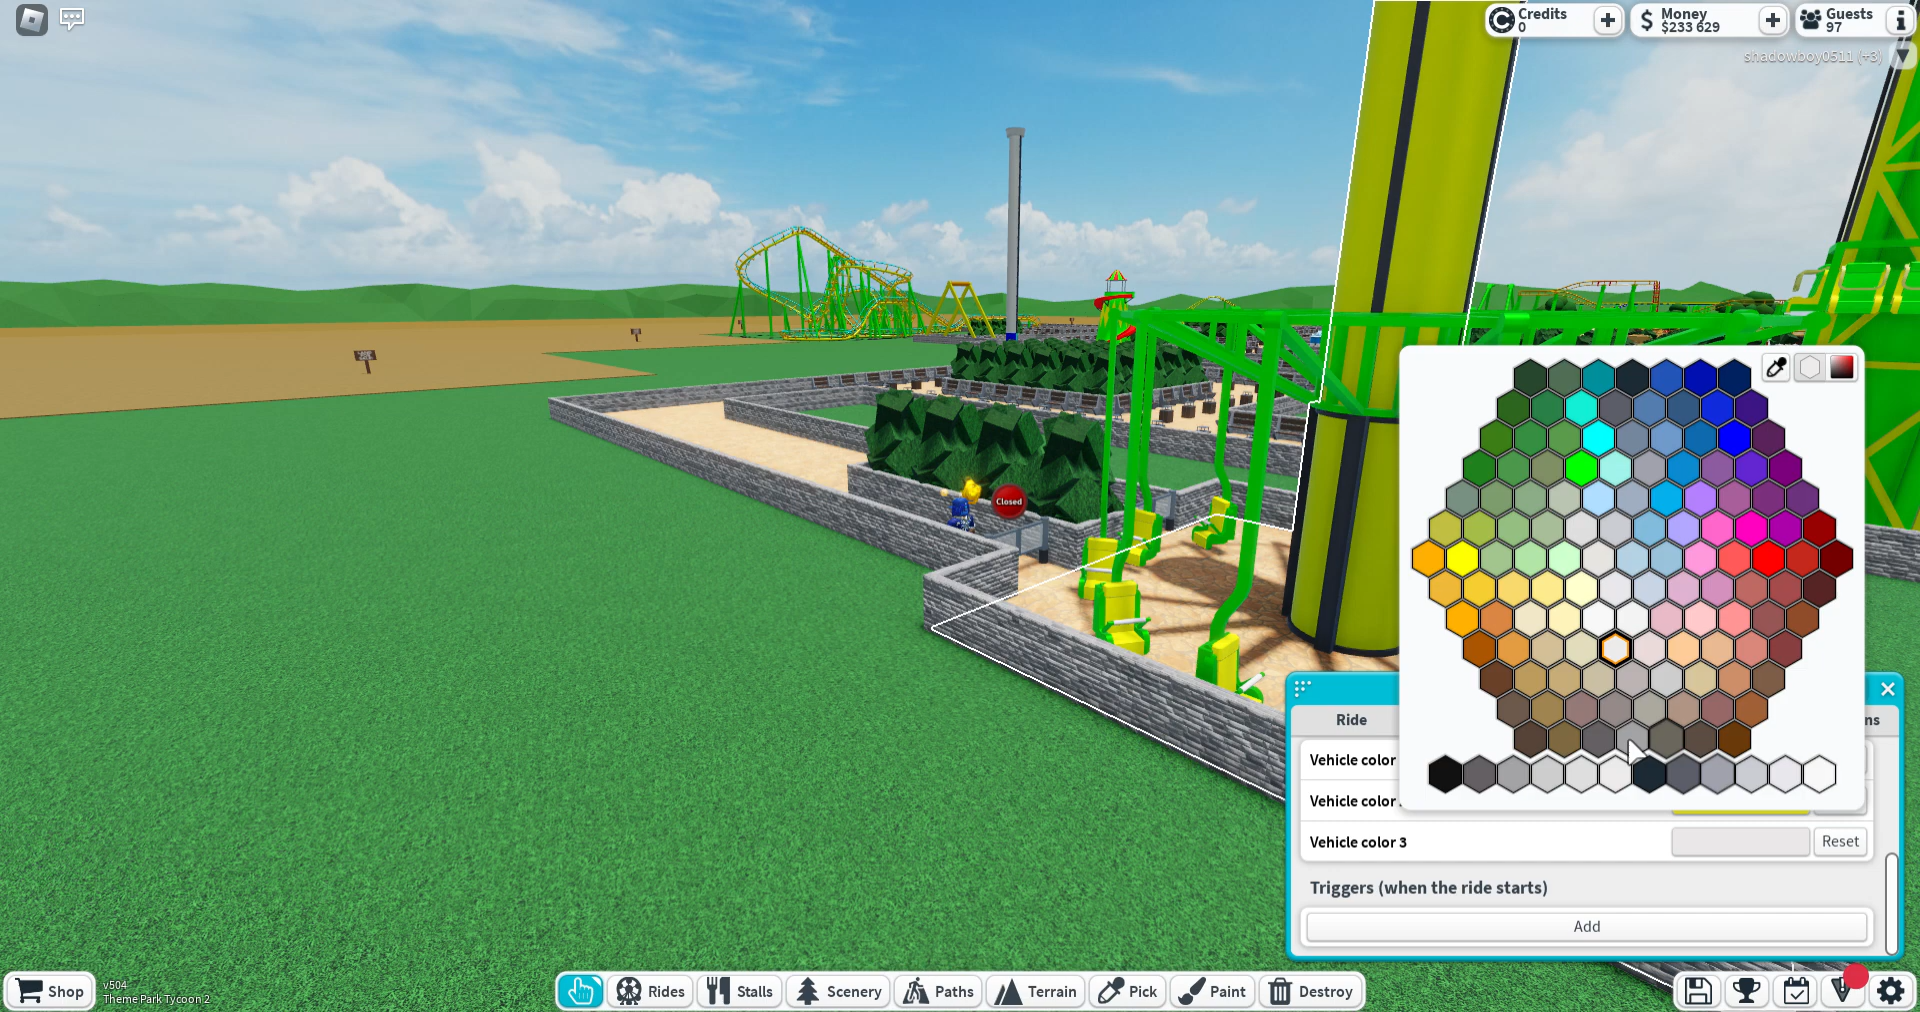 Credits
0
Money
$233 629
Guests
97
shadowboy0511 (+3)
Closed
Ride
ns
Vehicle color
Vehicle color
Vehicle color 3
Reset
Triggers (when the ride starts)
Add
Shop
v504
Theme Park Tycoon 2
Rides
Stalls
Scenery
Paths
Terrain
Pick
Paint
Destroy